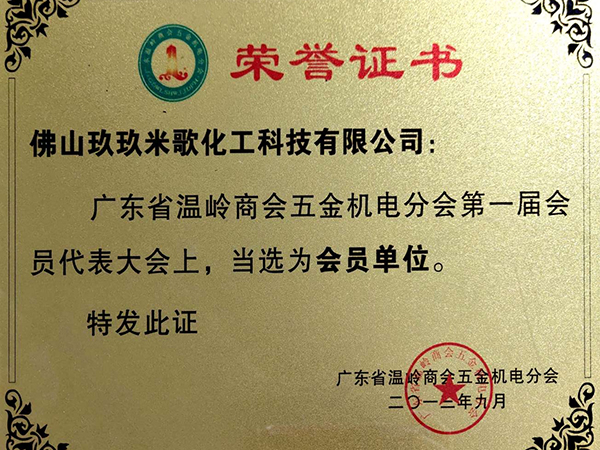 荣誉证书
佛山玖玖米歌化工科技有限公司：
广东省温岭商会五金机电分会第一届会
员代表大会上，当选为会员单位。
特发此证
广东省温岭商会五金机电分会
二〇一二年九月